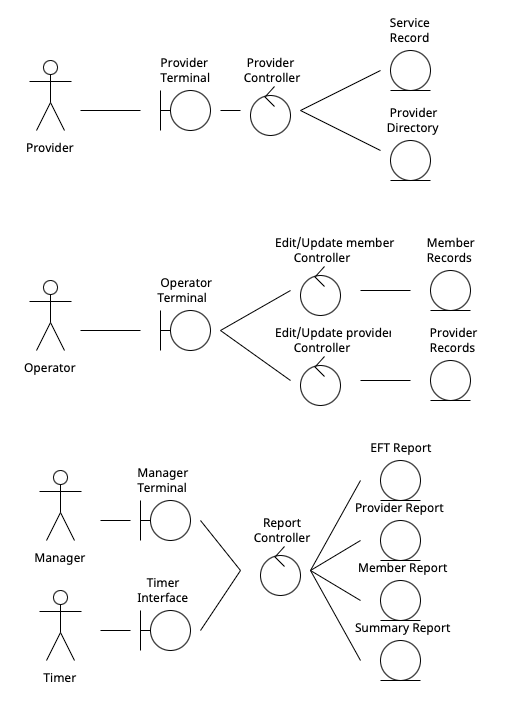 Service
Record
Provider
Terminal
Provider
Controller
Provider
Directory
Provider
Edit/Update member
Controller
Member
Records
Operator
Terminal
Edit/Update provider
Controller
Provider
Records
Operator
EFT Report
Manager
Terminal
Provider Report
Report
Controller
Manager
Member Report
Timer
Interface
Summary Report
Timer